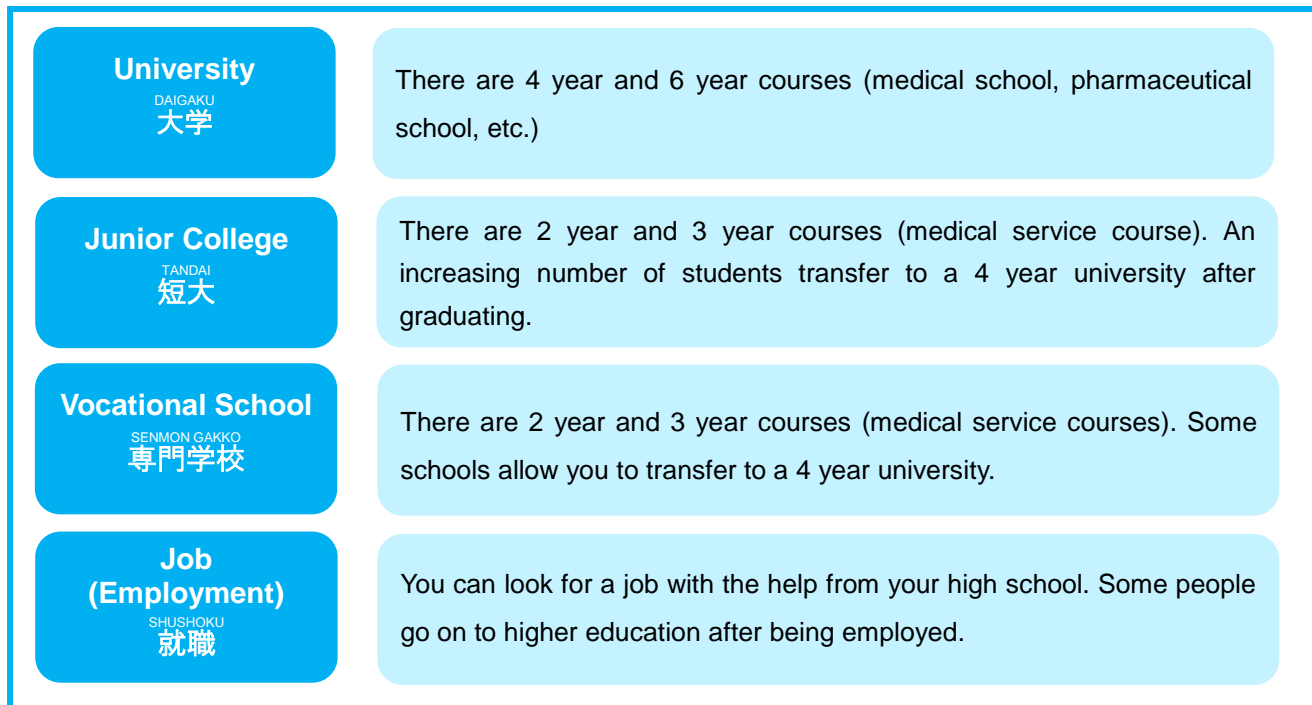 University
DAIGAKU
大学
There are 4 year and 6 year courses (medical school, pharmaceutical
school, etc.)
Junior College
TANDAI
短大
There are 2 year and 3 year courses (medical service course). An
increasing number of students transfer to a 4 year university after
graduating.
Vocational School
SENMON GAKKO
専門学校
There are 2 year and 3 year courses (medical service courses). Some
schools allow you to transfer to a 4 year university.
Job
(Employment)
SHUSHOKU
就職
You can look for a job with the help from your high school. Some people
go on to higher education after being employed.